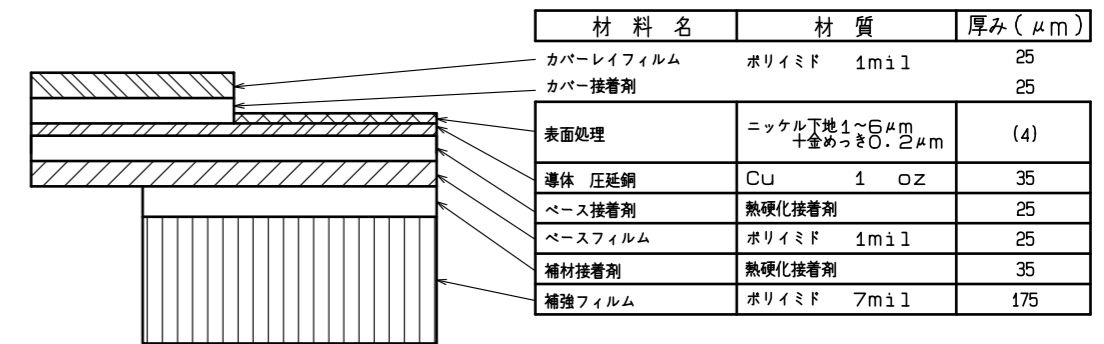 材 料 名 材 質 厚み(μm)
カバーレイフィルム ポリイミド 1mil 25
カバー接着剤 25
表面処理 ニッケル下地1~6μm
+金めっき0.2μm (4)
導体 圧延銅 Cu 1 oz 35
ベース接着剤 熱硬化接着剤 25
ベースフィルム ポリイミド 1mil 25
補材接着剤 熱硬化接着剤 35
補強フィルム ポリイミド 7mil 175